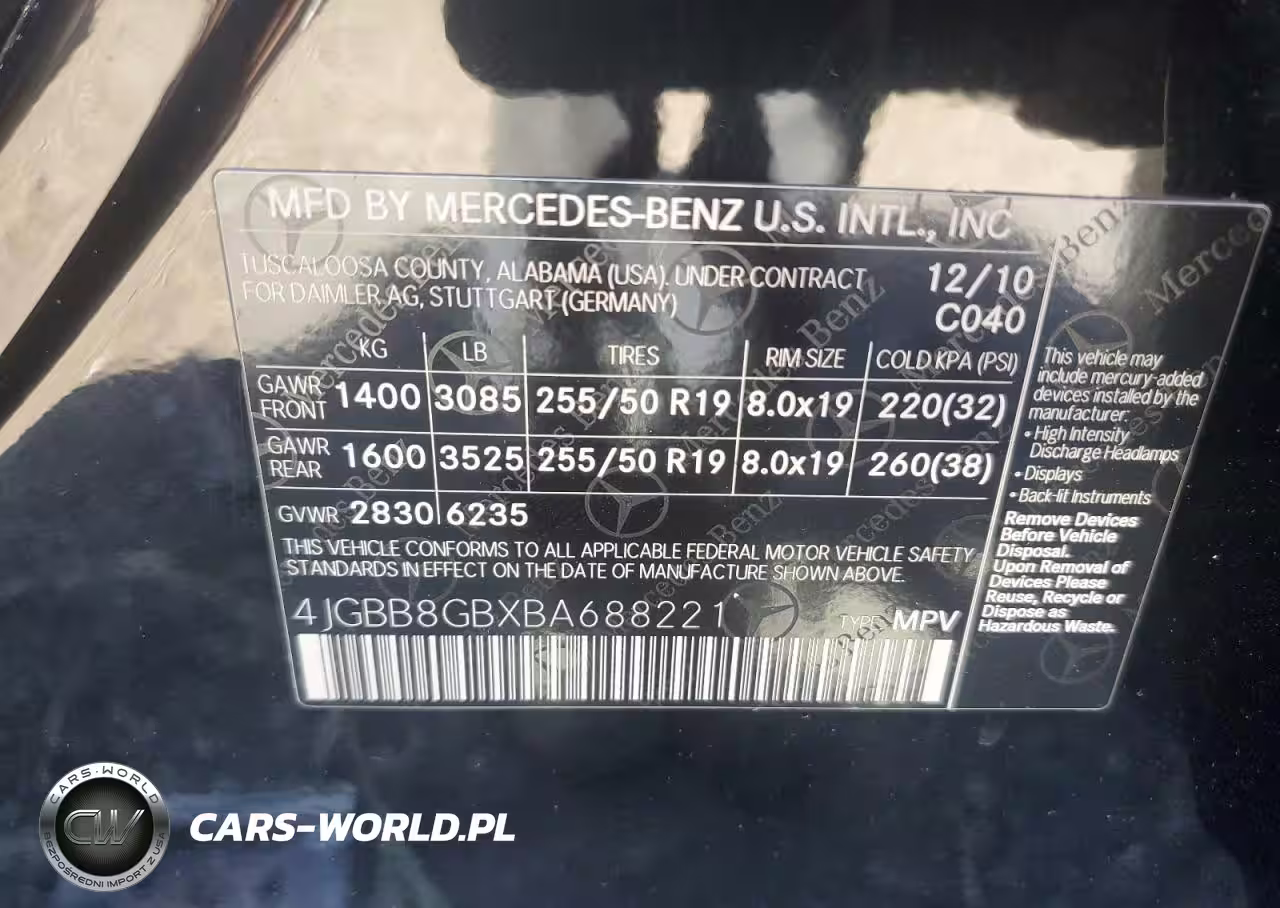 MFD BY MERCEDES-BENZ U.S. INTL., INC
TUSCALOOSA COUNTY, ALABAMA (USA). UNDER CONTRACT
FOR DAIMLER AG, STUTTGART (GERMANY)
12/10
C040
KG LB TIRES RIM SIZE COLD KPA (PSI)
GAWR FRONT 1400 3085 255/50 R19 8.0x19 220(32)
GAWR REAR 1600 3525 255/50 R19 8.0x19 260(38)
GVWR 2830 6235
THIS VEHICLE CONFORMS TO ALL APPLICABLE FEDERAL MOTOR VEHICLE SAFETY
STANDARDS IN EFFECT ON THE DATE OF MANUFACTURE SHOWN ABOVE.
4JGBB8GBXBA688221 TYPE: MPV
This vehicle may
include mercury-added
devices installed by the
manufacturer:
• High Intensity
Discharge Headlamps
• Displays
• Back-lit Instruments
Remove Devices
Before Vehicle
Disposal.
Upon Removal of
Devices Please
Reuse, Recycle or
Dispose as
Hazardous Waste.
CARS-WORLD
CW
BEZPOŚREDNI IMPORT Z USA
CARS-WORLD.PL